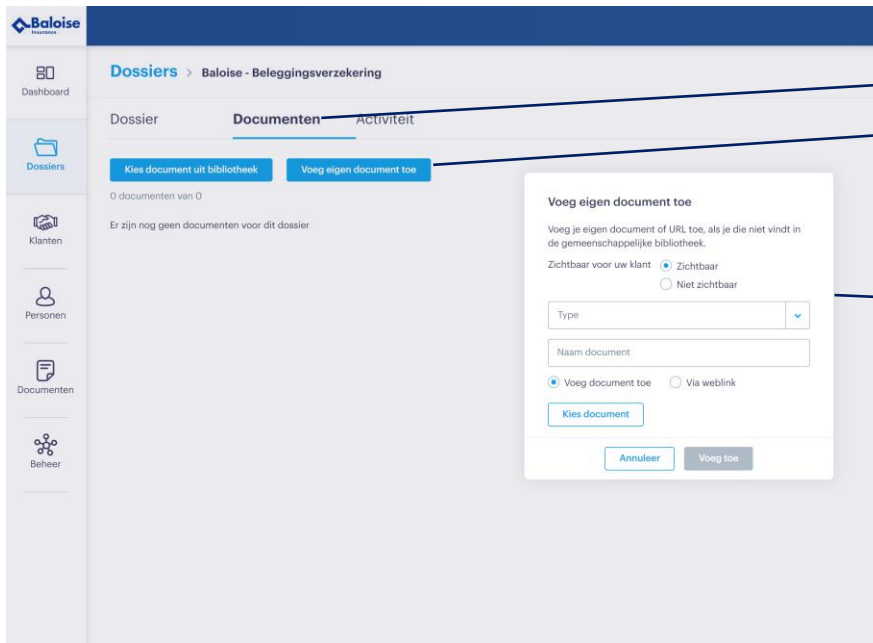 Baloise
Insurance
Dashboard
Dossiers > Baloise - Beleggingsverzekering
Dossier Documenten Activiteit
Dossiers
Kies document uit bibliotheek Voeg eigen document toe
0 documenten van 0
Er zijn nog geen documenten voor dit dossier
Klanten
Personen
Documenten
Beheer
Voeg eigen document toe
Voeg je eigen document of URL toe, als je die niet vindt in
de gemeenschappelijke bibliotheek.
Zichtbaar voor uw klant Zichtbaar
Niet zichtbaar
Type
Naam document
Voeg document toe Via weblink
Kies document
Annuleer Voeg toe